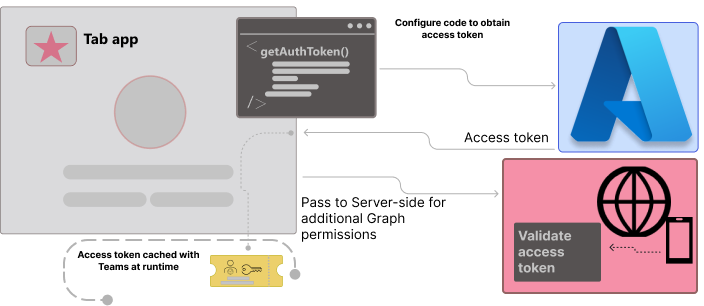 Tab app
< getAuthToken()
/>
Configure code to obtain
access token
Access token
Pass to Server-side for
additional Graph
permissions
Validate
access
token
Access token cached with
Teams at runtime